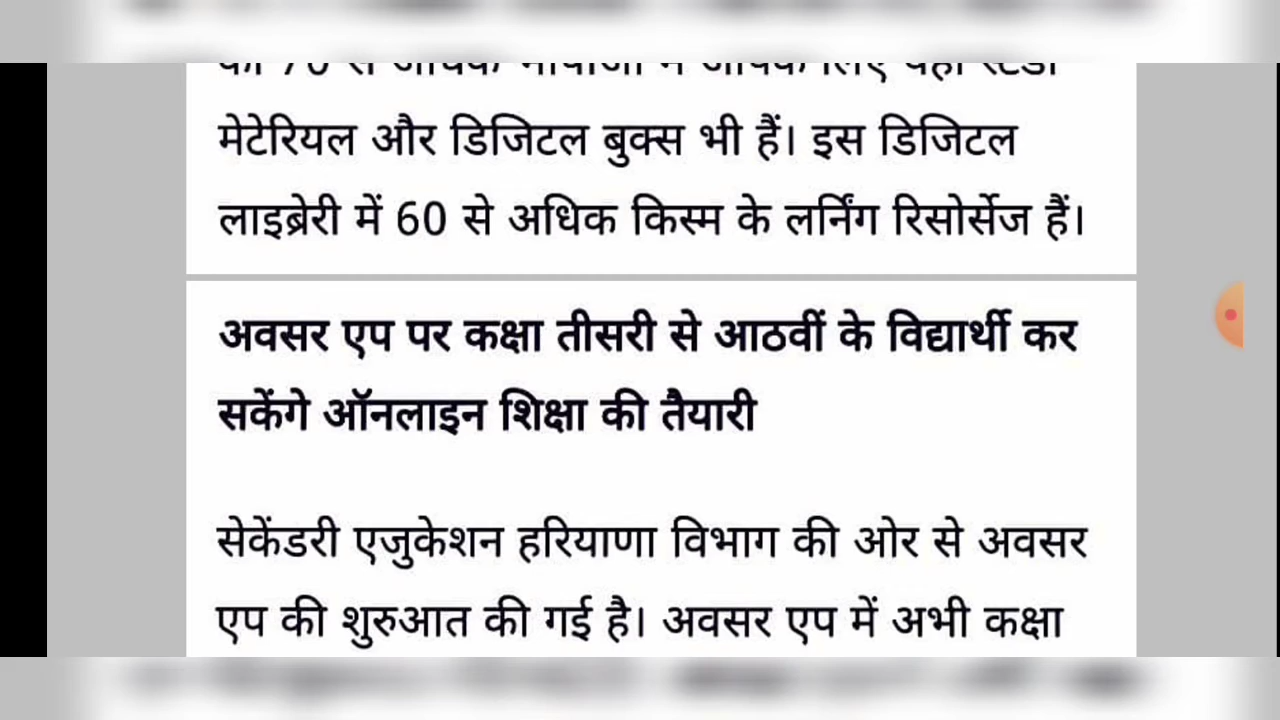 मेटेरियल और डिजिटल बुक्स भी हैं। इस डिजिटल
लाइब्रेरी में 60 से अधिक किस्म के लर्निंग रिसोर्सेज हैं।
अवसर एप पर कक्षा तीसरी से आठवीं के विद्यार्थी कर
सकेंगे ऑनलाइन शिक्षा की तैयारी
सेकेंडरी एजुकेशन हरियाणा विभाग की ओर से अवसर
एप की शुरुआत की गई है। अवसर एप में अभी कक्षा